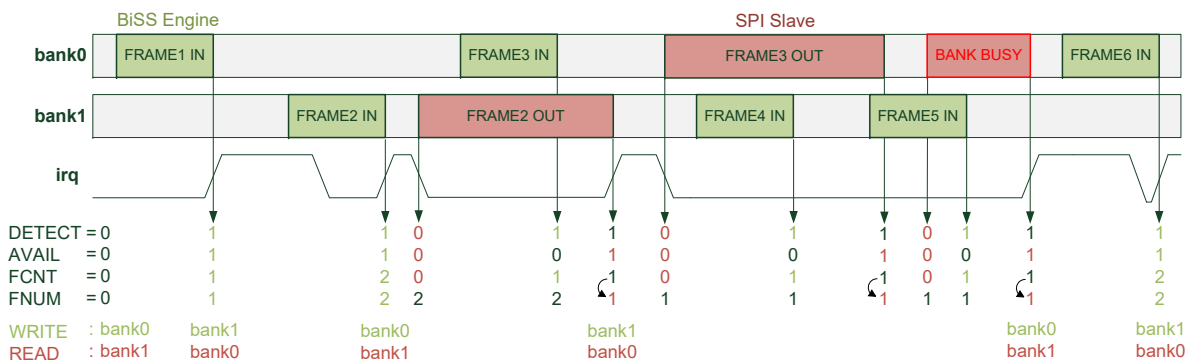 BiSS Engine SPI Slave
bank0 FRAME1 IN FRAME3 IN FRAME3 OUT BANK BUSY FRAME6 IN
bank1 FRAME2 IN FRAME2 OUT FRAME4 IN FRAME5 IN
irq
DETECT = 0 1 1 0 1 1 0 1 1 0 1 1 1
AVAIL = 0 1 1 0 0 1 0 0 1 0 0 1 1
FCNT = 0 1 2 0 1 1 0 1 1 0 1 1 2
FNUM = 0 1 2 2 2 1 1 1 1 1 1 1 2
WRITE : bank0 bank1 bank0 bank1 bank0 bank1
READ : bank1 bank0 bank1 bank0 bank1 bank0